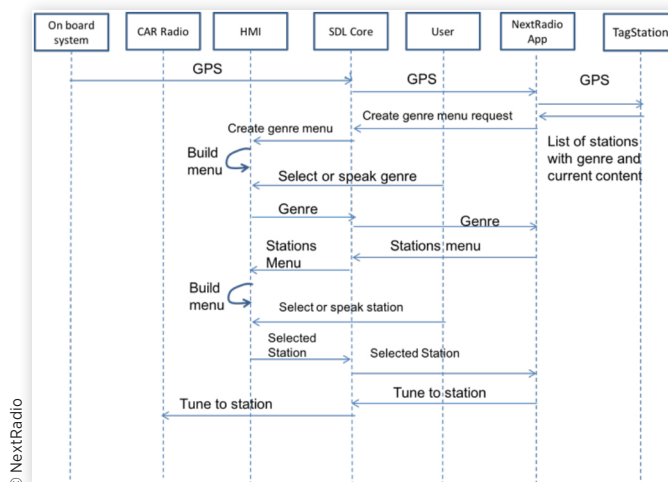 On board
system
CAR Radio
HMI
SDL Core
User
NextRadio
App
TagStation
GPS
GPS
GPS
Create genre menu request
Create genre menu
List of stations
with genre and
current content
Build
menu
Select or speak genre
Genre
Genre
Stations
Menu
Stations menu
Build
menu
Select or speak station
Selected
Station
Selected Station
Tune to station
Tune to station
© NextRadio